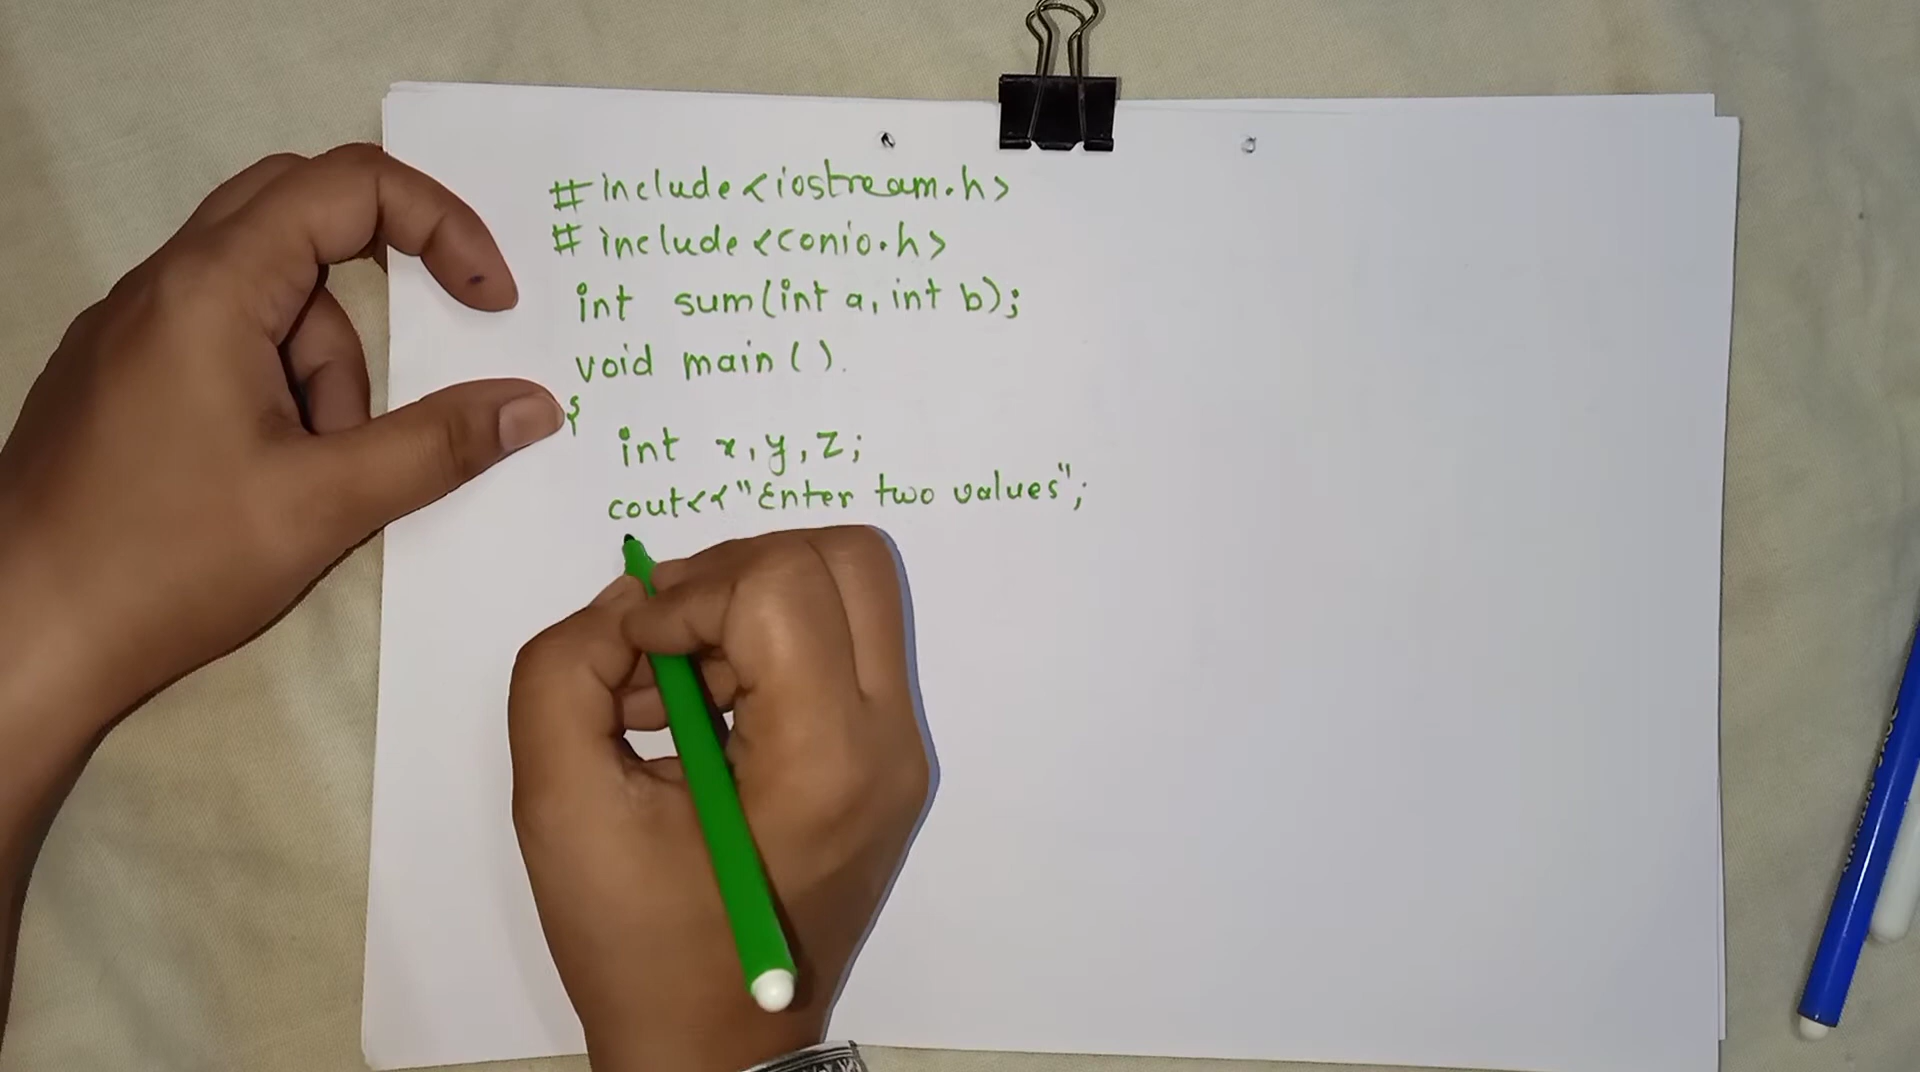 #include<iostream.h>
# include<conio.h>
int sum(int a, int b);
void main().
{
int x,y,z;
cout<<"Enter two values";